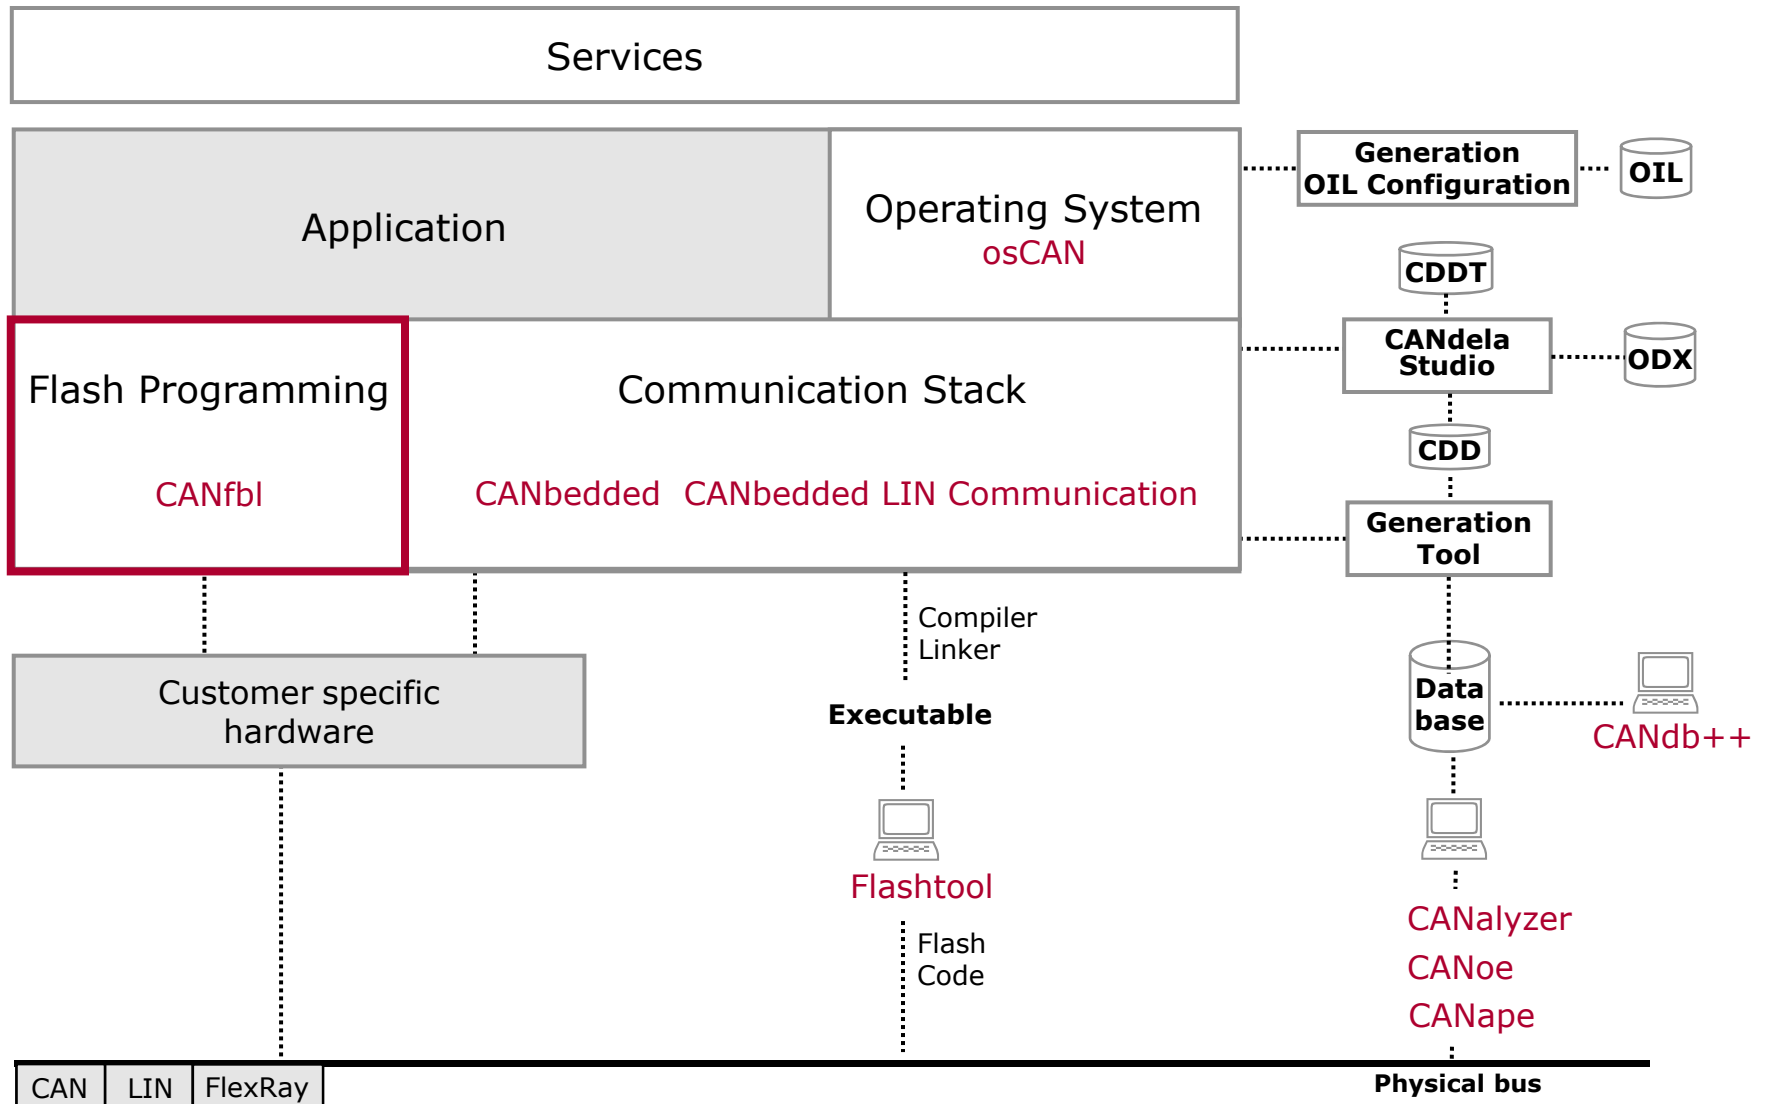 Services
Application
Operating System
osCAN
Generation
OIL Configuration
OIL
CDDT
CANdela
Studio
ODX
CDD
Generation
Tool
Flash Programming
CANfbl
Communication Stack
CANbedded  CANbedded LIN Communication
Compiler
Linker
Customer specific
hardware
Executable
Data
base
CANdb++
Flashtool
Flash
Code
CANalyzer
CANoe
CANape
CAN
LIN
FlexRay
Physical bus